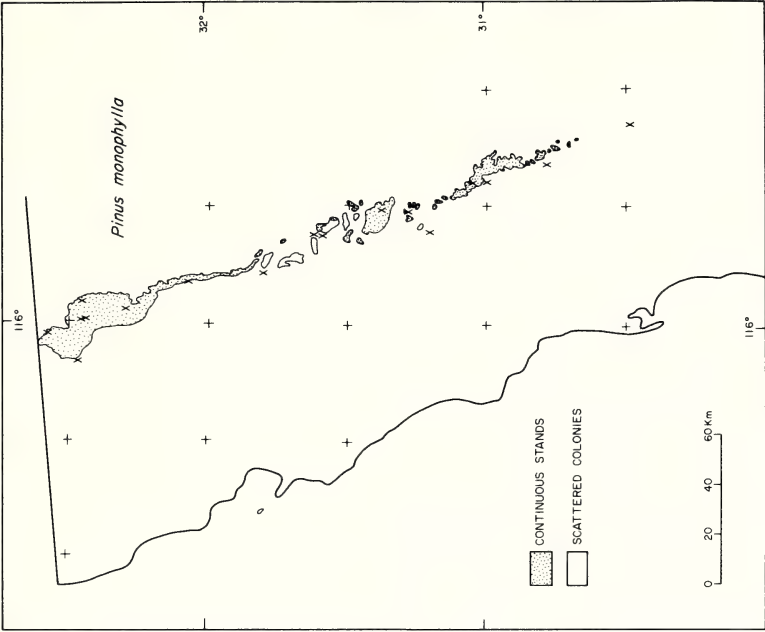 116°
32°
Pinus monophylla
31°
CONTINUOUS STANDS
SCATTERED COLONIES
0 20 40 60 Km
116°